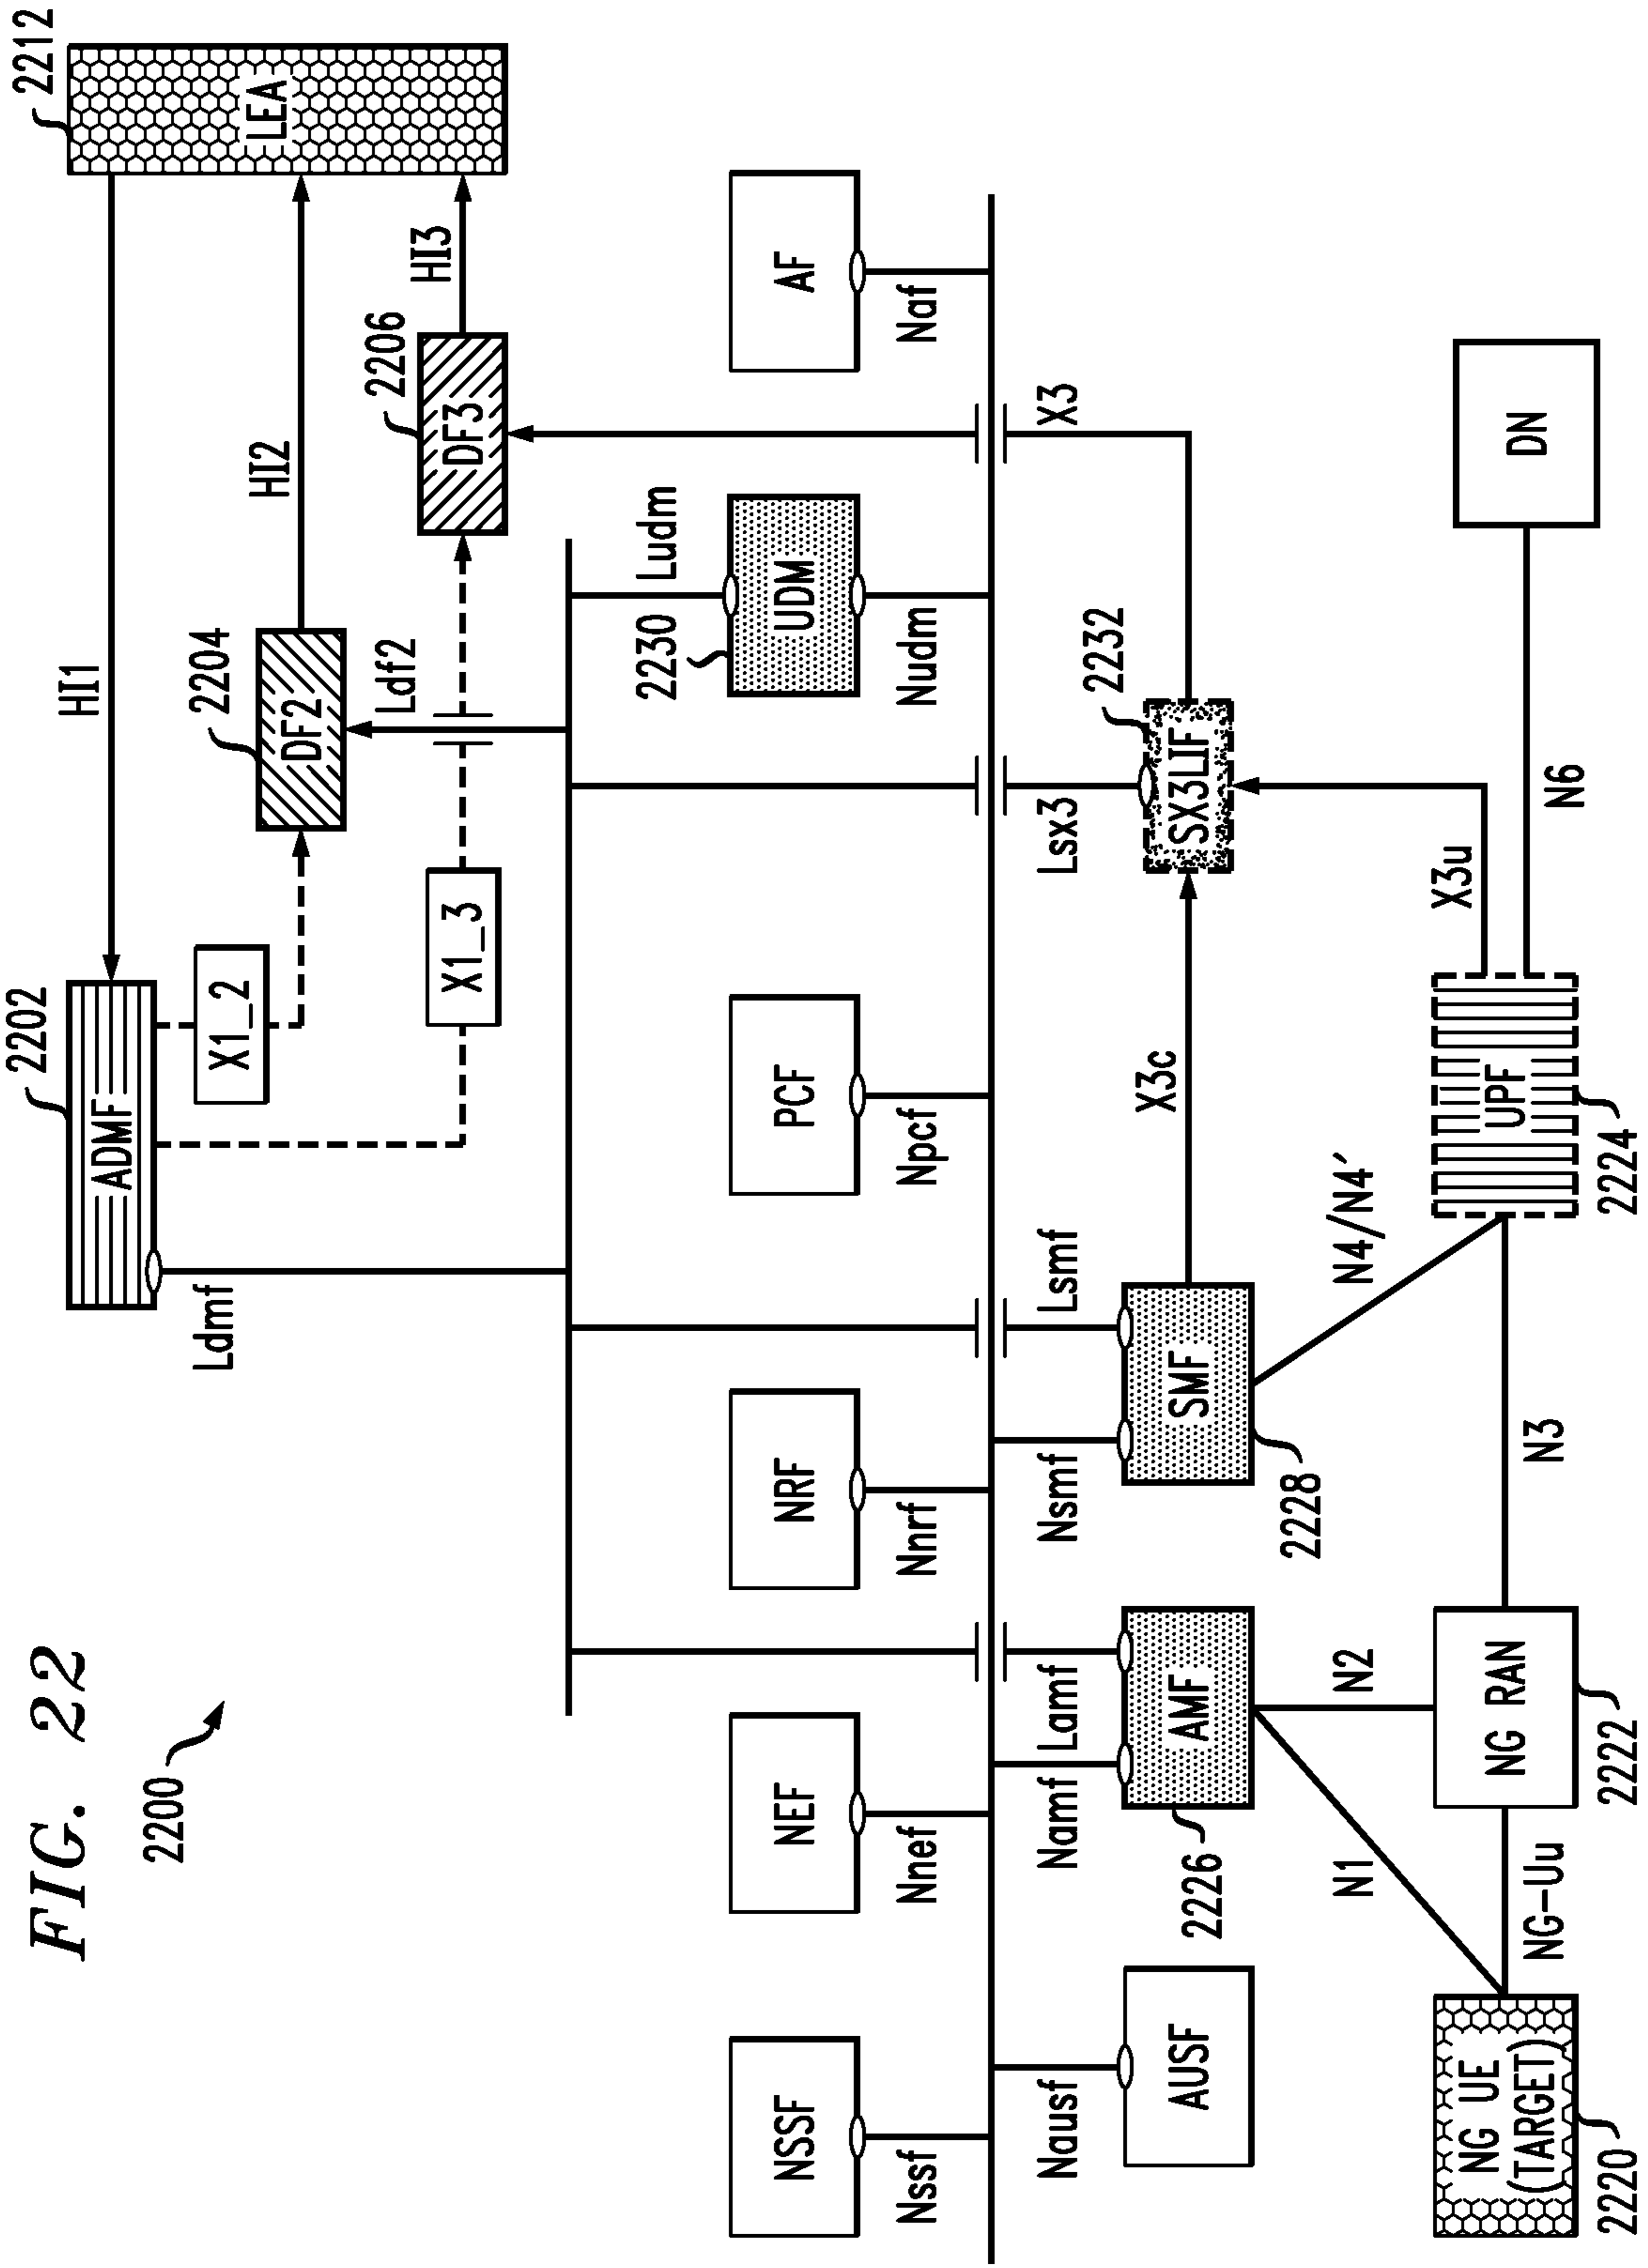 FIG. 22
2200
2202
ADMF
Ldmf
X1_2
X1_3
HI1
2204
DF2
HI2
Ldf2
2206
DF3
HI3
2212
LEA
NSSF
Nssf
NEF
Nnef
NRF
Nnrf
PCF
Npcf
2230
UDM
Ludm
Nudm
AF
Naf
Nausf
AUSF
Namf
Lamf
2226
AMF
Nsmf
Lsmf
SMF
2228
X3c
Lsx3
2232
SX3LIF
X3
N1
N2
N4/N4′
X3u
NG UE
(TARGET)
2220
NG-Uu
NG RAN
2222
N3
UPF
2224
N6
DN